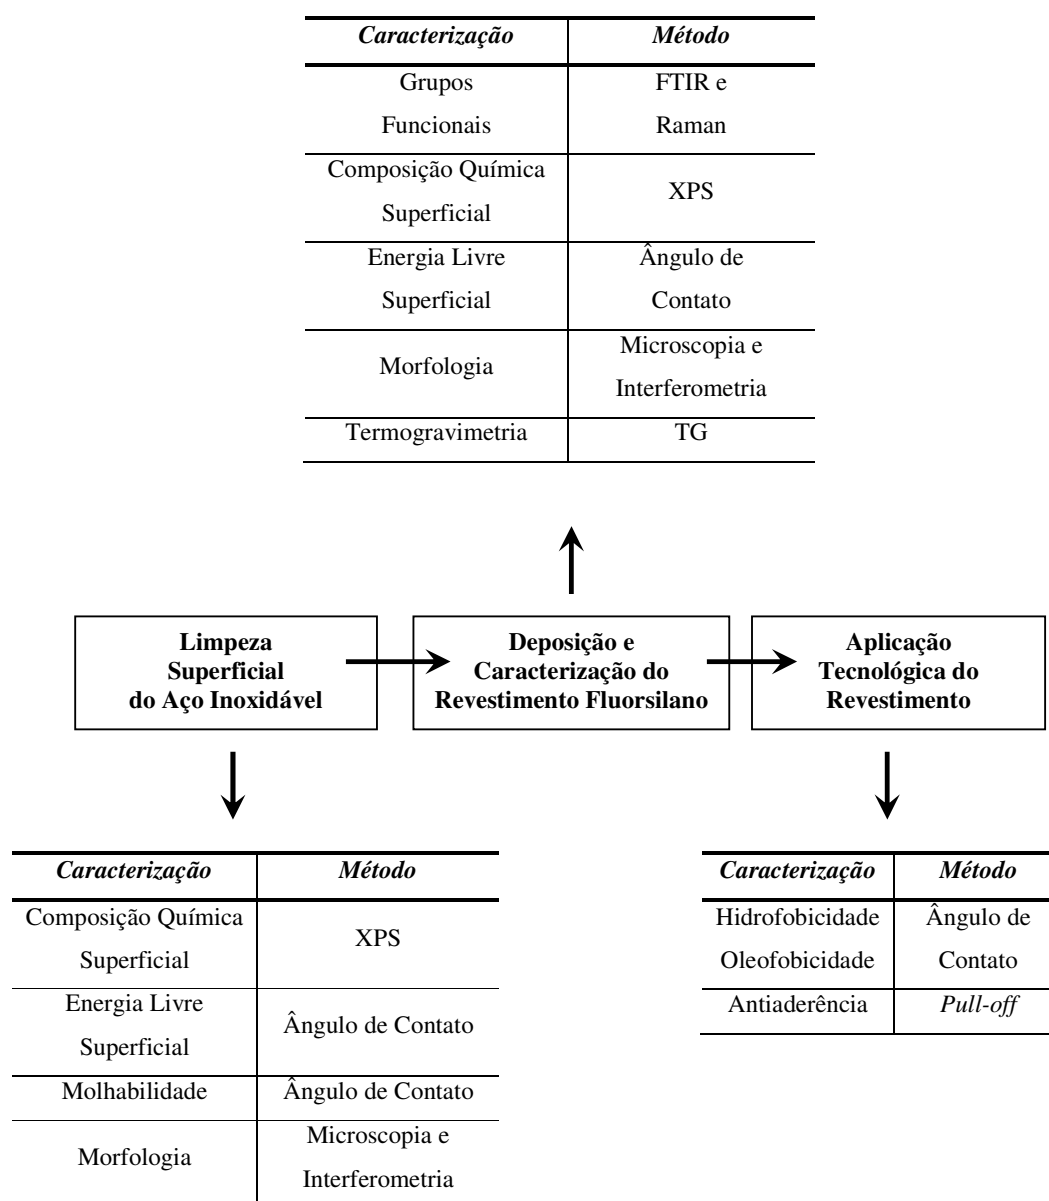 Caracterização Método
Grupos
Funcionais
FTIR e
Raman
Composição Química
Superficial
XPS
Energia Livre
Superficial
Ângulo de
Contato
Morfologia
Microscopia e
Interferometria
Termogravimetria TG
Limpeza
Superficial
do Aço Inoxidável
Deposição e
Caracterização do
Revestimento Fluorsilano
Aplicação
Tecnológica do
Revestimento
Caracterização Método
Composição Química
Superficial
XPS
Energia Livre
Superficial
Ângulo de Contato
Molhabilidade Ângulo de Contato
Morfologia
Microscopia e
Interferometria
Caracterização Método
Hidrofobicidade
Oleofobicidade
Ângulo de
Contato
Antiaderência Pull-off